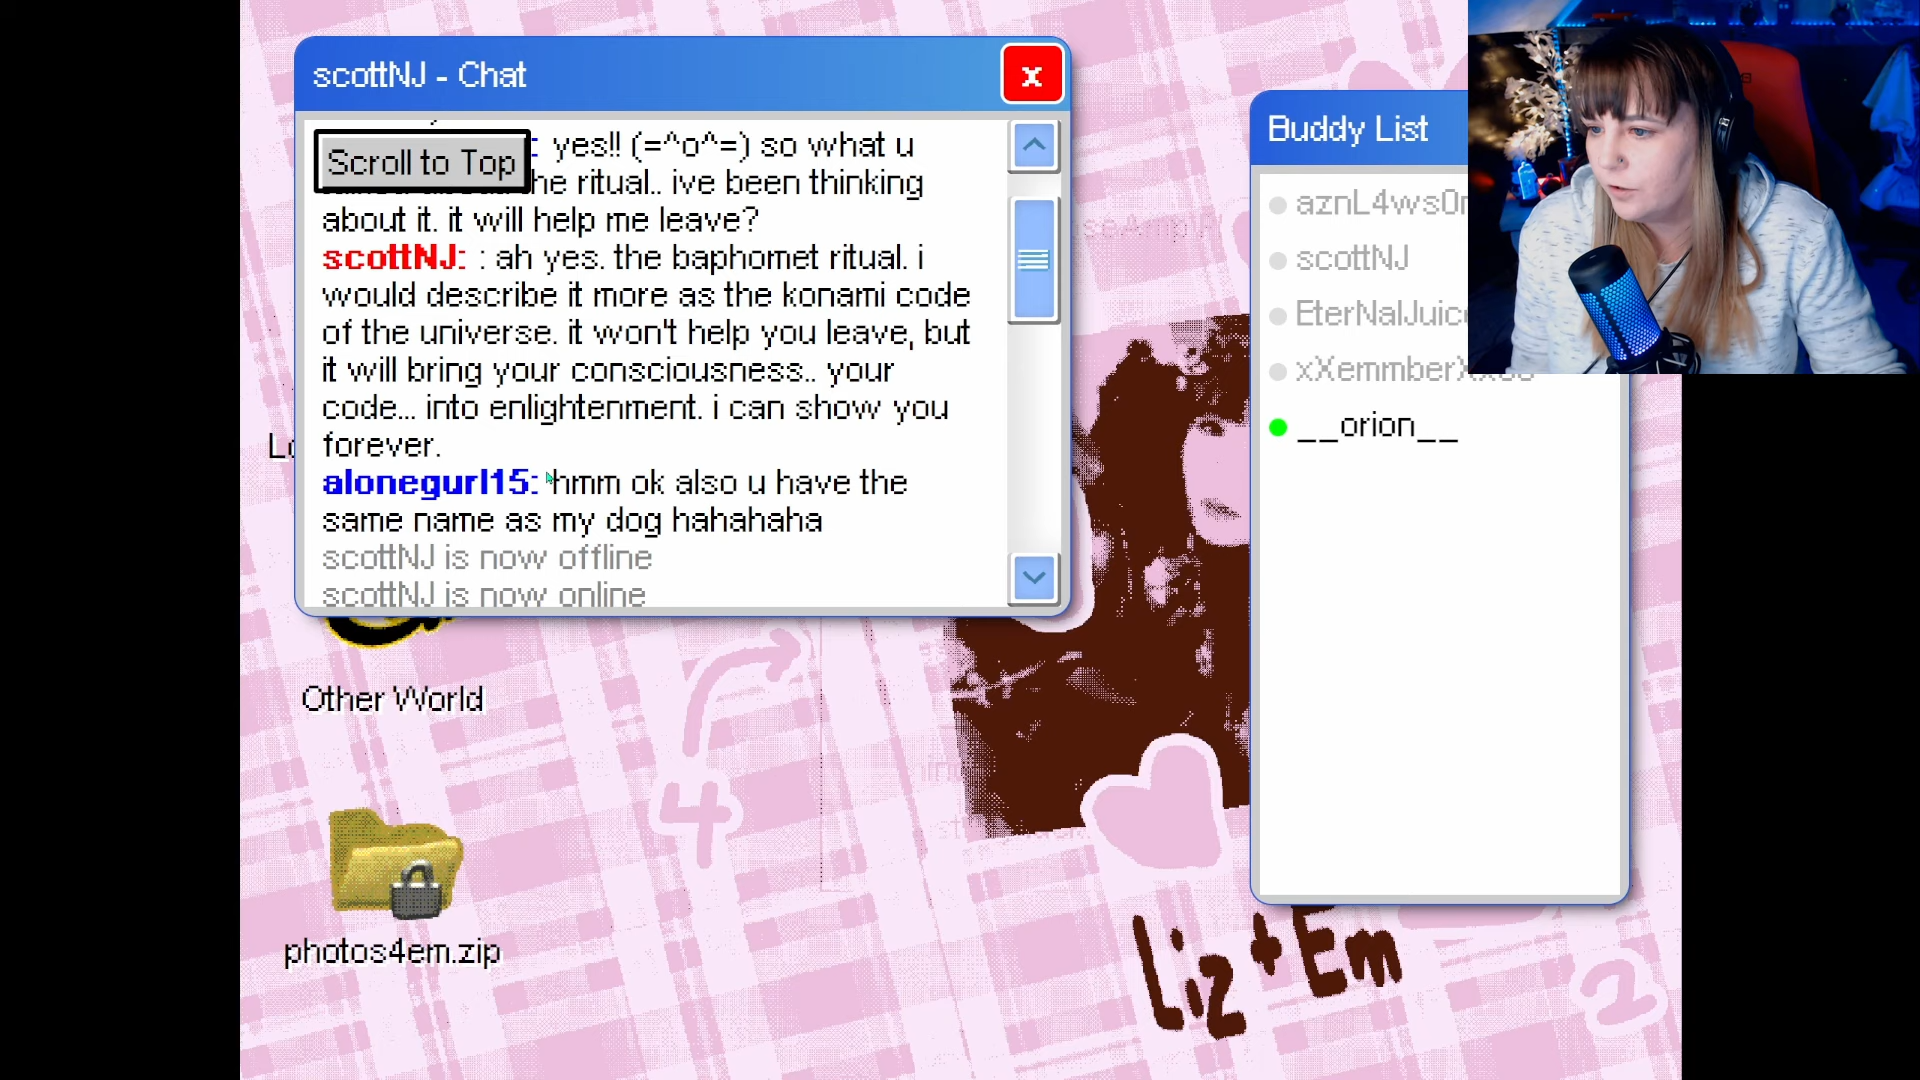 scottNJ - Chat
x
Scroll to Top
: yes!! (=^o^=) so what u
he ritual.. ive been thinking
about it. it will help me leave?
scottNJ: : ah yes. the baphomet ritual. i
would describe it more as the konami code
of the universe. it won't help you leave, but
it will bring your consciousness.. your
code... into enlightenment. i can show you
forever.
alonegurl15: hmm ok also u have the
same name as my dog hahahaha
scottNJ is now offline
scottNJ is now online
Buddy List
scottNJ
__orion__
Other World
photos4em.zip
4
Liz + Em
2